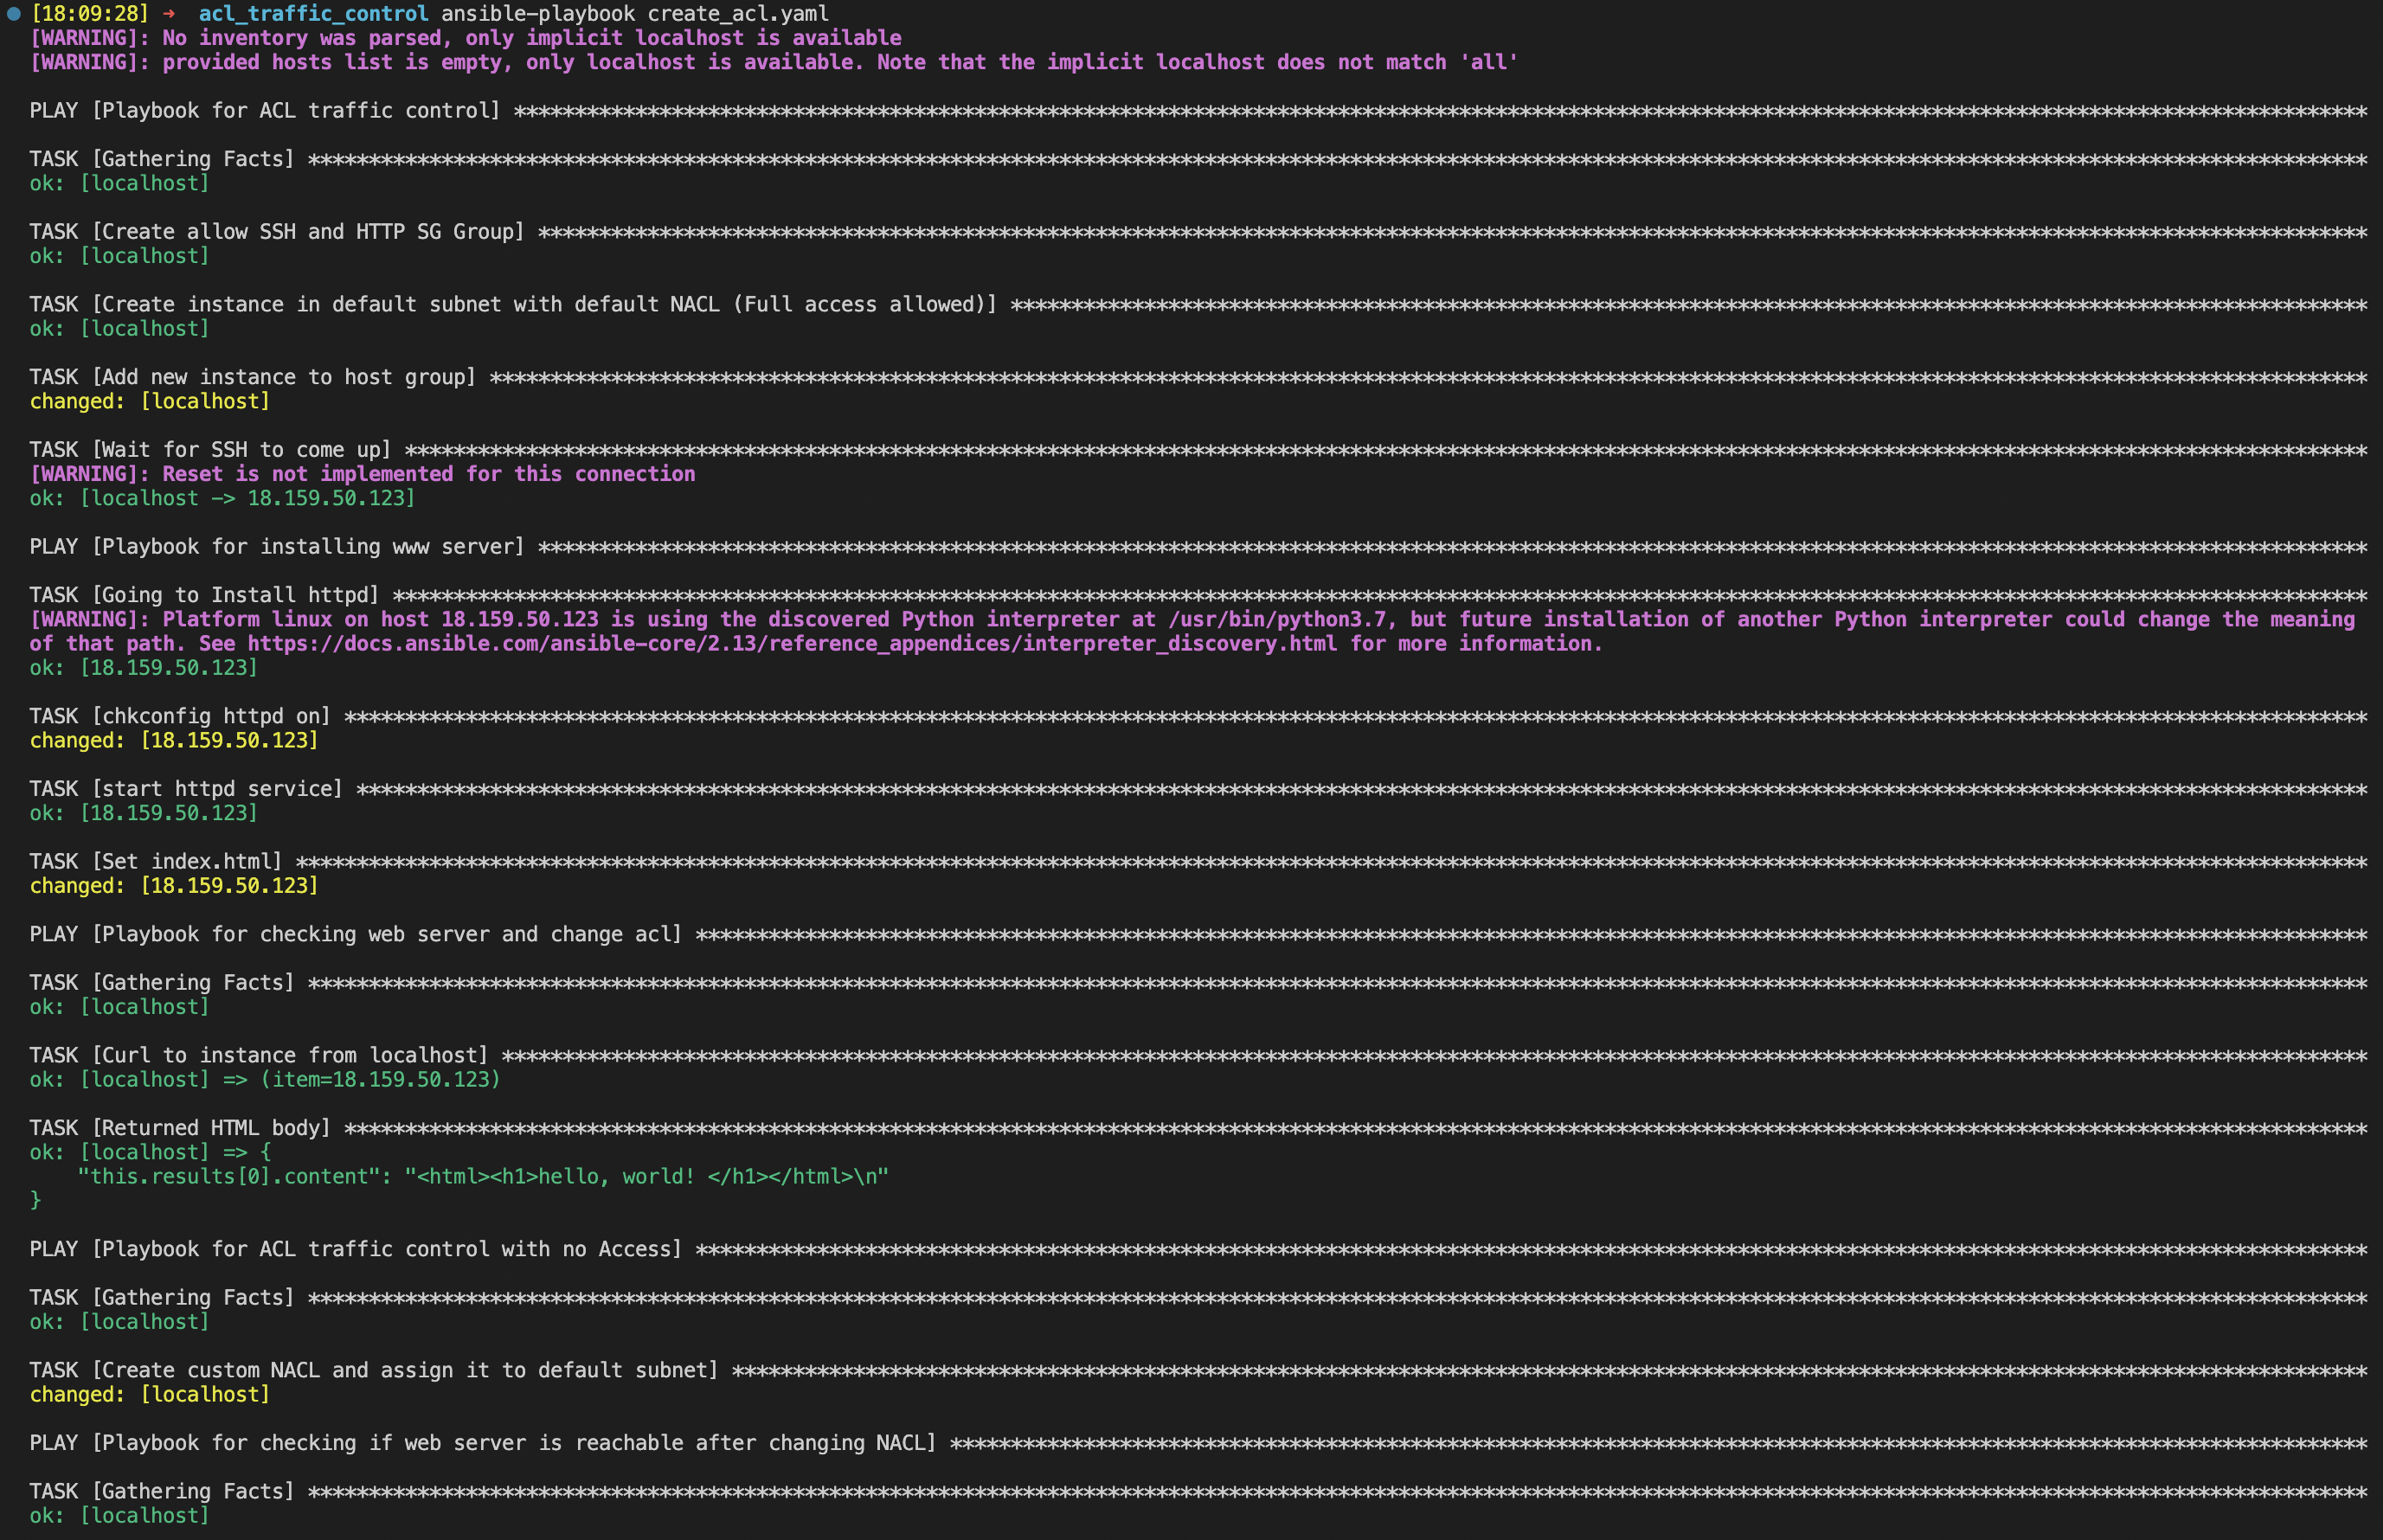 [18:09:28] → acl_traffic_control ansible-playbook create_acl.yaml
[WARNING]: No inventory was parsed, only implicit localhost is available
[WARNING]: provided hosts list is empty, only localhost is available. Note that the implicit localhost does not match 'all'
PLAY [Playbook for ACL traffic control] ***
TASK [Gathering Facts] ***
ok: [localhost]
TASK [Create allow SSH and HTTP SG Group] ***
ok: [localhost]
TASK [Create instance in default subnet with default NACL (Full access allowed)] ***
ok: [localhost]
TASK [Add new instance to host group] ***
changed: [localhost]
TASK [Wait for SSH to come up] ***
[WARNING]: Reset is not implemented for this connection
ok: [localhost -> 18.159.50.123]
PLAY [Playbook for installing www server] ***
TASK [Going to Install httpd] ***
[WARNING]: Platform linux on host 18.159.50.123 is using the discovered Python interpreter at /usr/bin/python3.7, but future installation of another Python interpreter could change the meaning
of that path. See https://docs.ansible.com/ansible-core/2.13/reference_appendices/interpreter_discovery.html for more information.
ok: [18.159.50.123]
TASK [chkconfig httpd on] ***
changed: [18.159.50.123]
TASK [start httpd service] ***
ok: [18.159.50.123]
TASK [Set index.html] ***
changed: [18.159.50.123]
PLAY [Playbook for checking web server and change acl] ***
TASK [Gathering Facts] ***
ok: [localhost]
TASK [Curl to instance from localhost] ***
ok: [localhost] => (item=18.159.50.123)
TASK [Returned HTML body] ***
ok: [localhost] => {
    "this.results[0].content": "<html><h1>hello, world! </h1></html>\n"
}
PLAY [Playbook for ACL traffic control with no Access] ***
TASK [Gathering Facts] ***
ok: [localhost]
TASK [Create custom NACL and assign it to default subnet] ***
changed: [localhost]
PLAY [Playbook for checking if web server is reachable after changing NACL] ***
TASK [Gathering Facts] ***
ok: [localhost]